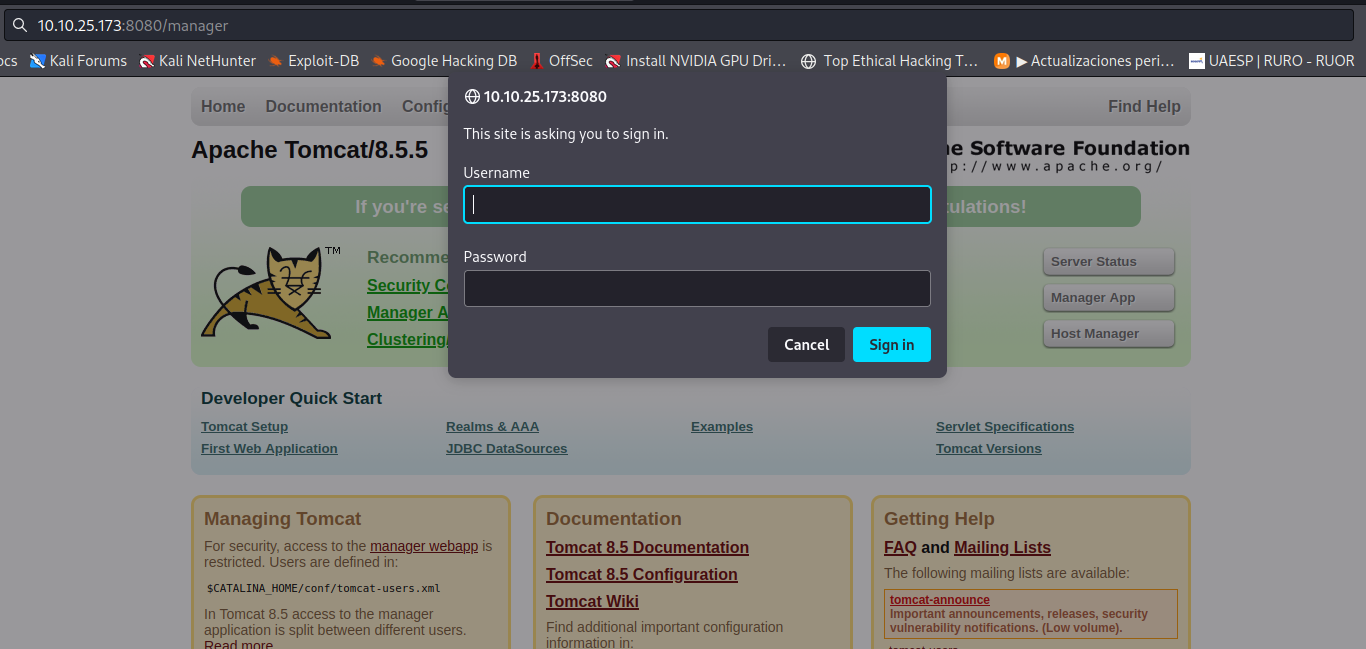 10.10.25.173:8080/manager
ocs Kali Forums Kali NetHunter Exploit-DB Google Hacking DB OffSec Install NVIDIA GPU Dri… Top Ethical Hacking T… ▶ Actualizaciones peri… UAESP | RURO - RUOR
Home Documentation Config Find Help
10.10.25.173:8080
This site is asking you to sign in.
Username
Password
Cancel Sign in
Apache Tomcat/8.5.5
e Software Foundation
p://www.apache.org/
If you're se ulations!
TM
Recomme
Security Co
Manager A
Clustering/
Server Status
Manager App
Host Manager
Developer Quick Start
Tomcat Setup Realms & AAA Examples Servlet Specifications
First Web Application JDBC DataSources Tomcat Versions
Managing Tomcat
For security, access to the manager webapp is
restricted. Users are defined in:
$CATALINA_HOME/conf/tomcat-users.xml
In Tomcat 8.5 access to the manager
application is split between different users.
Read more
Documentation
Tomcat 8.5 Documentation
Tomcat 8.5 Configuration
Tomcat Wiki
Find additional important configuration
information in:
Getting Help
FAQ and Mailing Lists
The following mailing lists are available:
tomcat-announce
Important announcements, releases, security
vulnerability notifications. (Low volume).